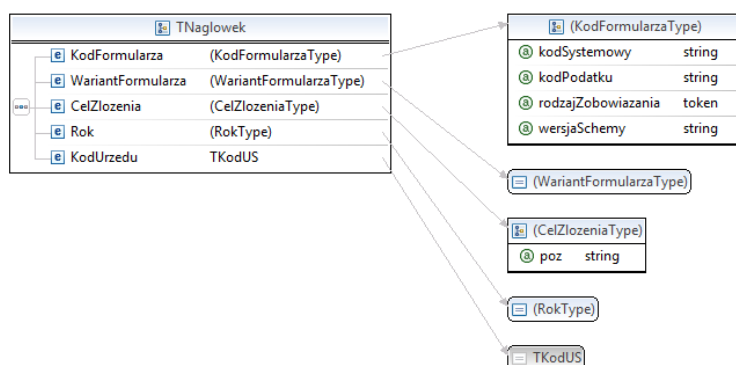 TNaglowek
KodFormularza (KodFormularzaType)
WariantFormularza (WariantFormularzaType)
CelZlozenia (CelZlozeniaType)
Rok (RokType)
KodUrzedu TKodUS
(KodFormularzaType)
kodSystemowy string
kodPodatku string
rodzajZobowiazania token
wersjaSchemy string
(WariantFormularzaType)
(CelZlozeniaType)
poz string
(RokType)
TKodUS